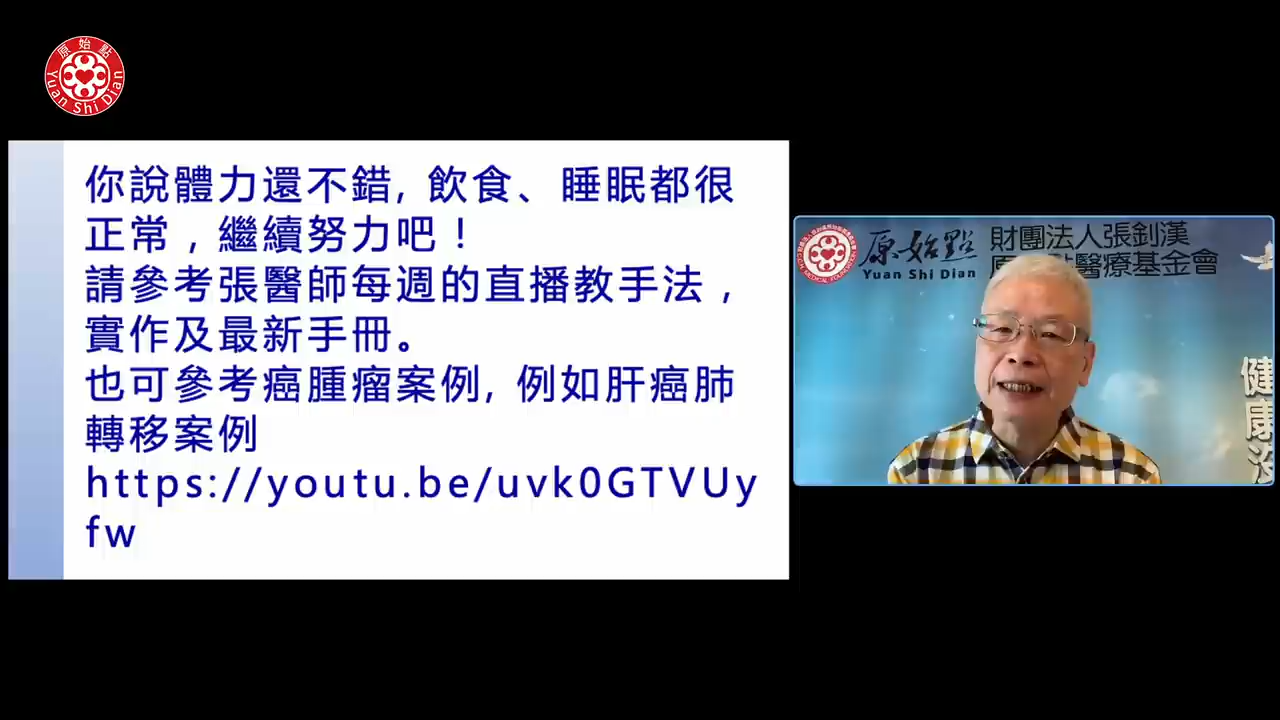 原始點
Yuan Shi Dian
你說體力還不錯, 飲食、睡眠都很
正常，繼續努力吧！
請參考張醫師每週的直播教手法，
實作及最新手冊。
也可參考癌腫瘤案例, 例如肝癌肺
轉移案例
https://youtu.be/uvk0GTVUy
fw
原始點
Yuan Shi Dian
財團法人張釗漢
原 點醫療基金會
健康